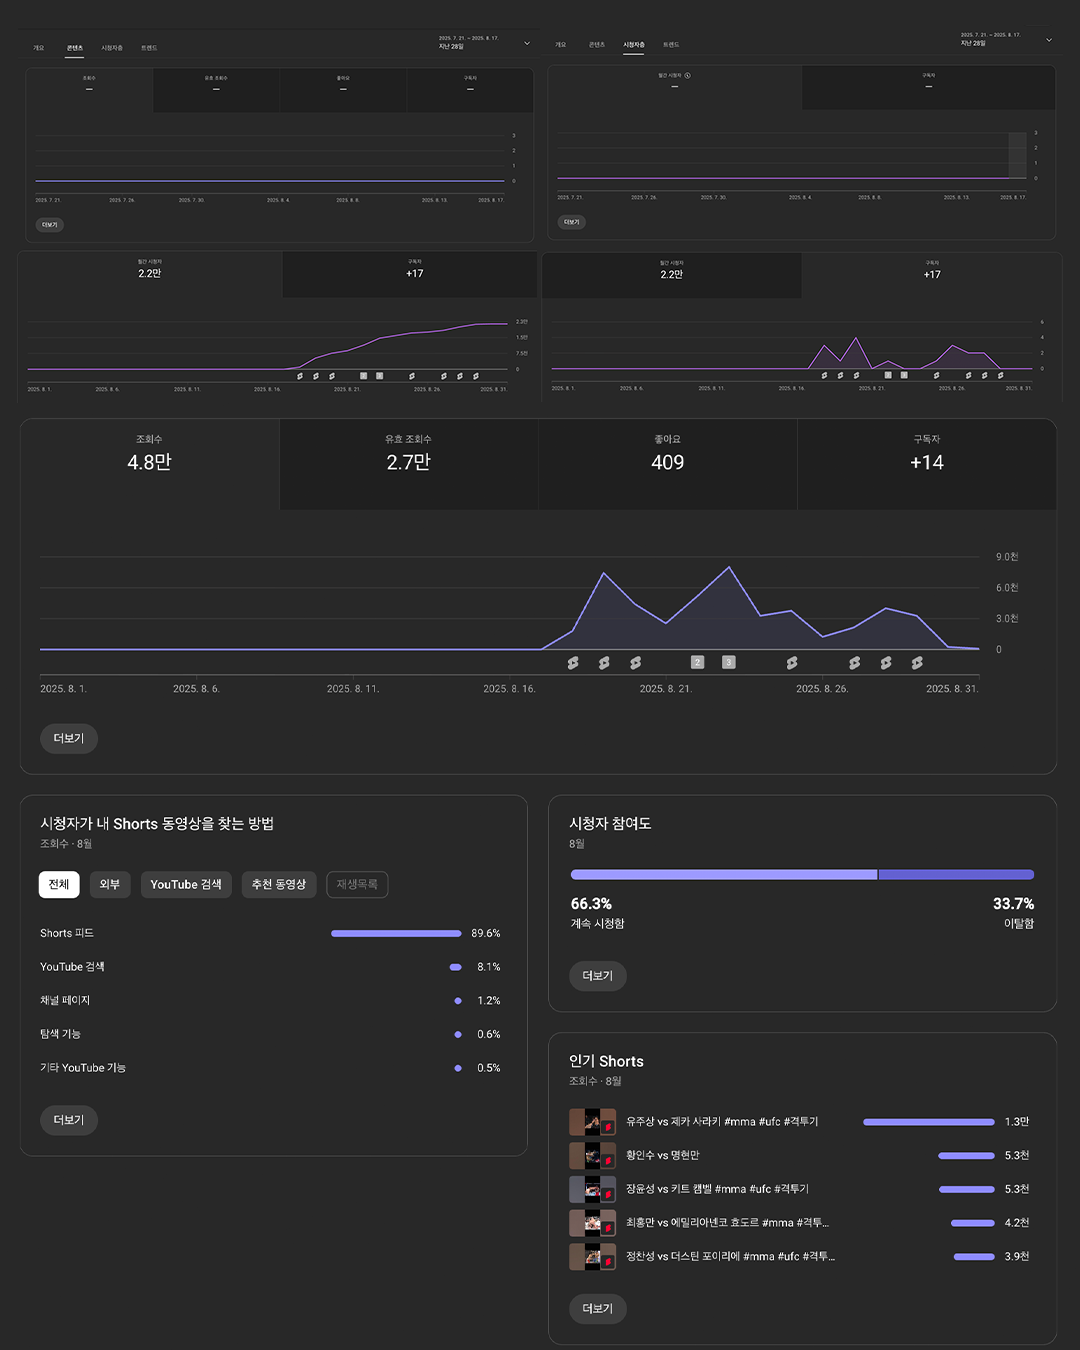 개요 콘텐츠 시청자층 트렌드
2025. 7. 21. ~ 2025. 8. 17.
지난 28일
조회수 유효 조회수 좋아요 구독자
— — — —
3
2
1
0
2025. 7. 21. 2025. 7. 26. 2025. 7. 30. 2025. 8. 4. 2025. 8. 8. 2025. 8. 13. 2025. 8. 17.
더보기
개요 콘텐츠 시청자층 트렌드
2025. 7. 21. ~ 2025. 8. 17.
지난 28일
월간 시청자 구독자
— —
3
2
1
0
2025. 7. 21. 2025. 7. 26. 2025. 7. 30. 2025. 8. 4. 2025. 8. 8. 2025. 8. 13. 2025. 8. 17.
더보기
월간 시청자 구독자
2.2만 +17
2.3만
1.5만
7.5천
0
2025. 8. 1. 2025. 8. 6. 2025. 8. 11. 2025. 8. 16. 2025. 8. 21. 2025. 8. 26. 2025. 8. 31.
월간 시청자 구독자
2.2만 +17
6
4
2
0
2025. 8. 1. 2025. 8. 6. 2025. 8. 11. 2025. 8. 16. 2025. 8. 21. 2025. 8. 26. 2025. 8. 31.
조회수 유효 조회수 좋아요 구독자
4.8만 2.7만 409 +14
9.0천
6.0천
3.0천
0
2 3
2025. 8. 1. 2025. 8. 6. 2025. 8. 11. 2025. 8. 16. 2025. 8. 21. 2025. 8. 26. 2025. 8. 31.
더보기
시청자가 내 Shorts 동영상을 찾는 방법
조회수 · 8월
전체 외부 YouTube 검색 추천 동영상 재생목록
Shorts 피드 89.6%
YouTube 검색 8.1%
채널 페이지 1.2%
탐색 기능 0.6%
기타 YouTube 기능 0.5%
더보기
시청자 참여도
8월
66.3% 33.7%
계속 시청함 이탈함
더보기
인기 Shorts
조회수 · 8월
유주상 vs 제카 사라키 #mma #ufc #격투기 1.3만
황인수 vs 명현만 5.3천
장윤성 vs 키트 캠벨 #mma #ufc #격투기 5.3천
최홍만 vs 에밀리아넨코 효도르 #mma #격투... 4.2천
정찬성 vs 더스틴 포이리에 #mma #ufc #격투... 3.9천
더보기